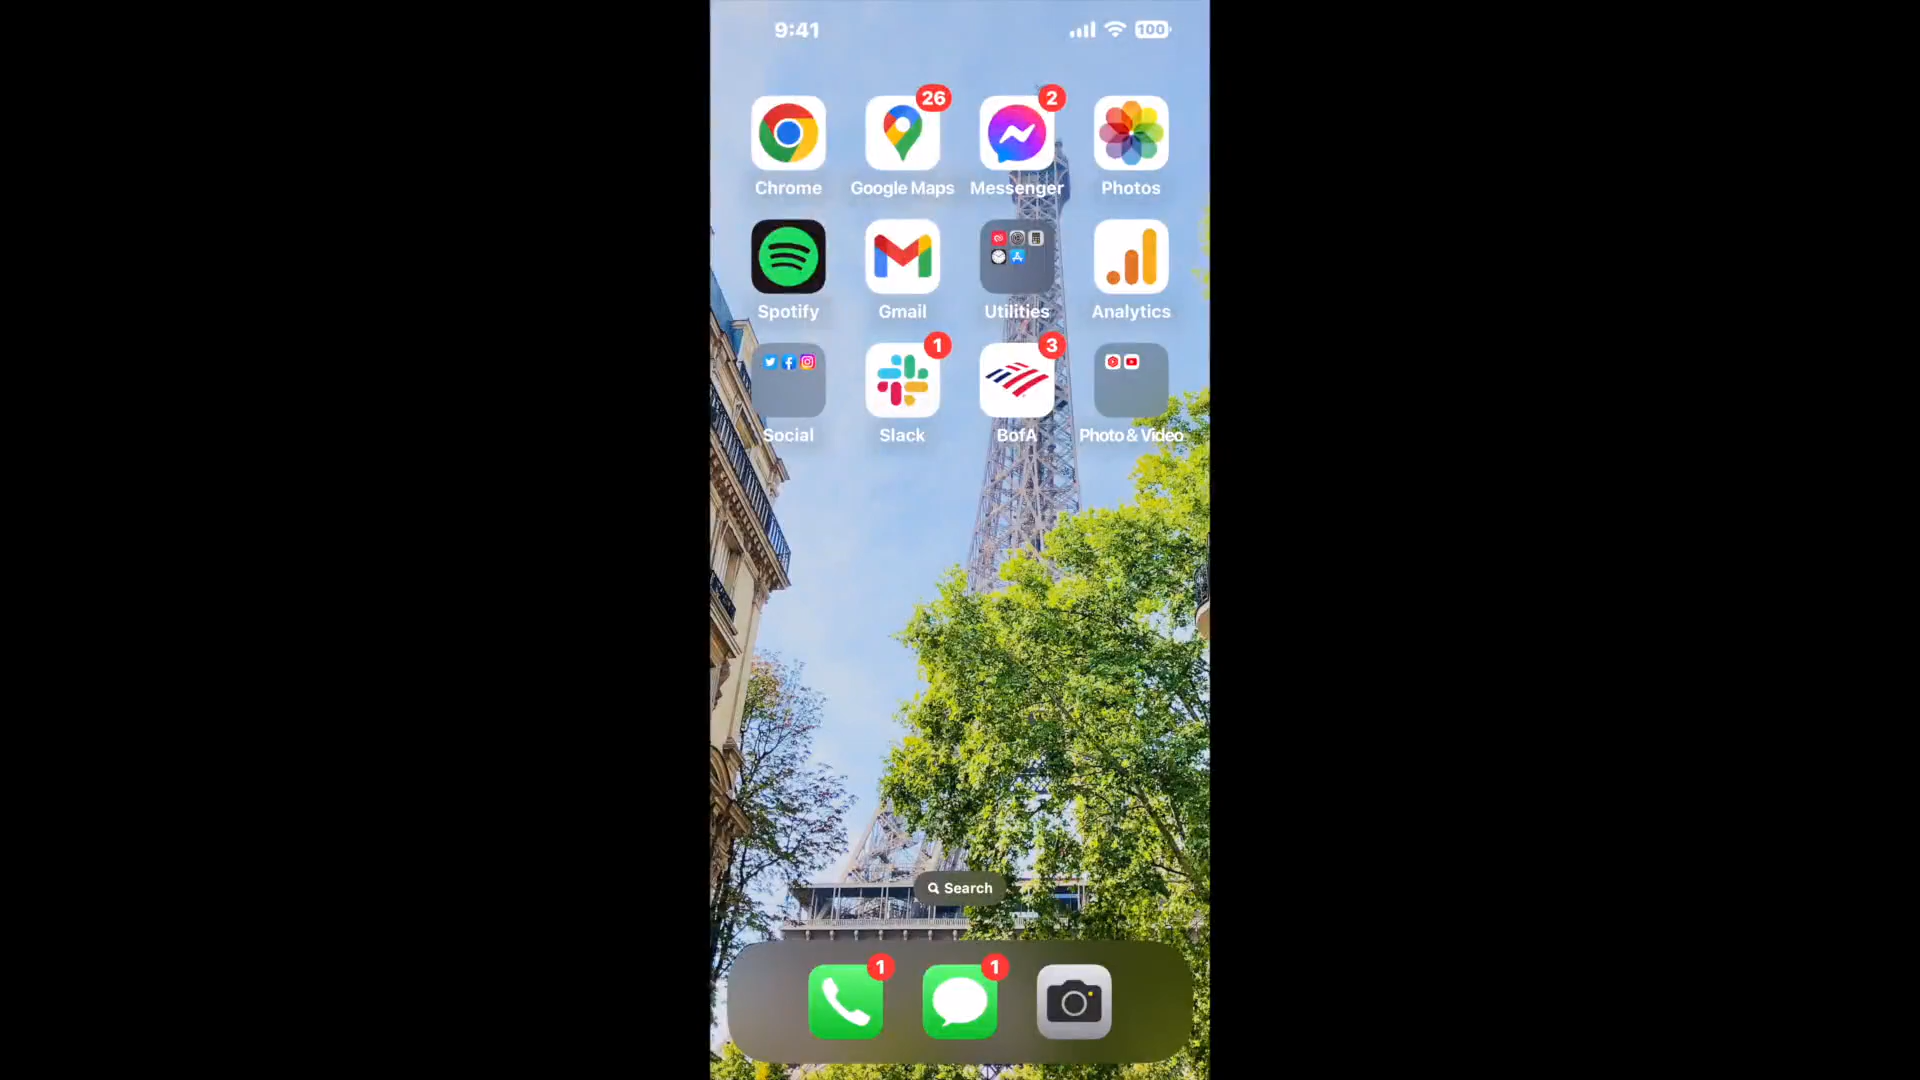 9:41
100
26
2
Chrome
Google Maps
Messenger
Photos
Spotify
Gmail
Utilities
Analytics
1
3
Social
Slack
BofA
Photo & Video
Search
1
1